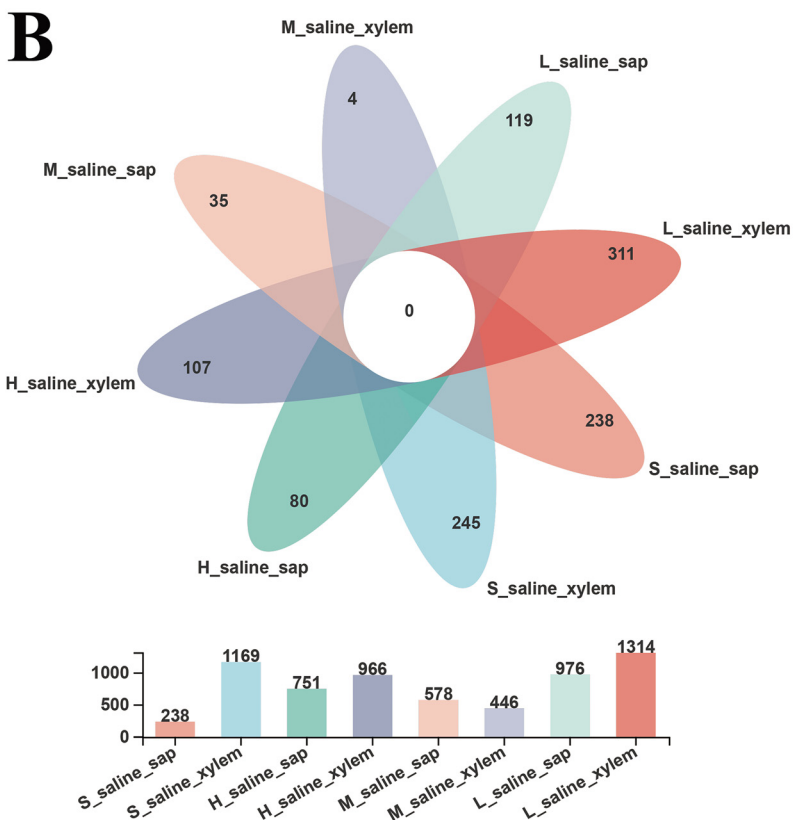 B
M_saline_xylem
L_saline_sap
4
119
M_saline_sap
35
L_saline_xylem
311
0
107
H_saline_xylem
238
S_saline_sap
80
245
H_saline_sap
S_saline_xylem
1000
500
0
238
1169
751
966
578
446
976
1314
S_saline_sap
S_saline_xylem
H_saline_sap
H_saline_xylem
M_saline_sap
M_saline_xylem
L_saline_sap
L_saline_xylem